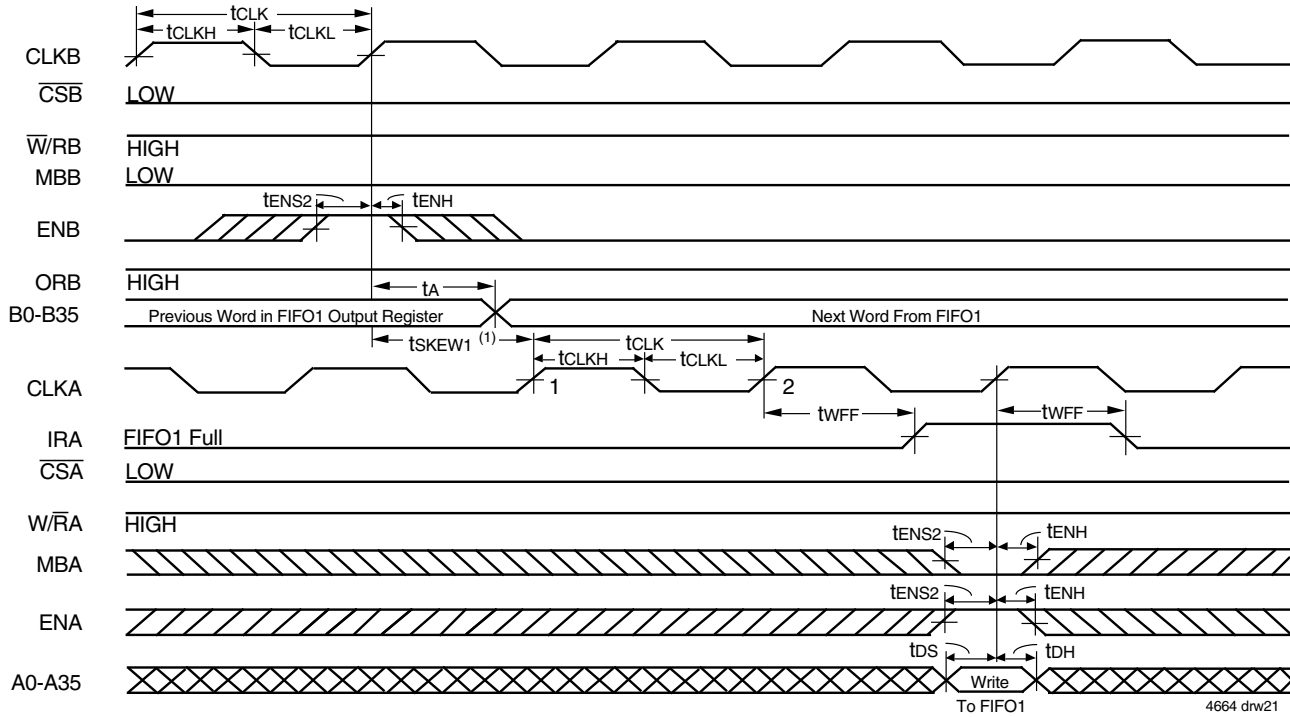 tCLK
tCLKH tCLKL
CLKB
CSB LOW
W/RB HIGH
MBB LOW
tENS2 tENH
ENB
ORB HIGH
tA
B0-B35 Previous Word in FIFO1 Output Register Next Word From FIFO1
tSKEW1 (1) tCLK
tCLKH tCLKL
CLKA 1 2
tWFF tWFF
IRA FIFO1 Full
CSA LOW
W/RA HIGH
tENS2 tENH
MBA
tENS2 tENH
ENA
tDS tDH
A0-A35 Write
To FIFO1
4664 drw21